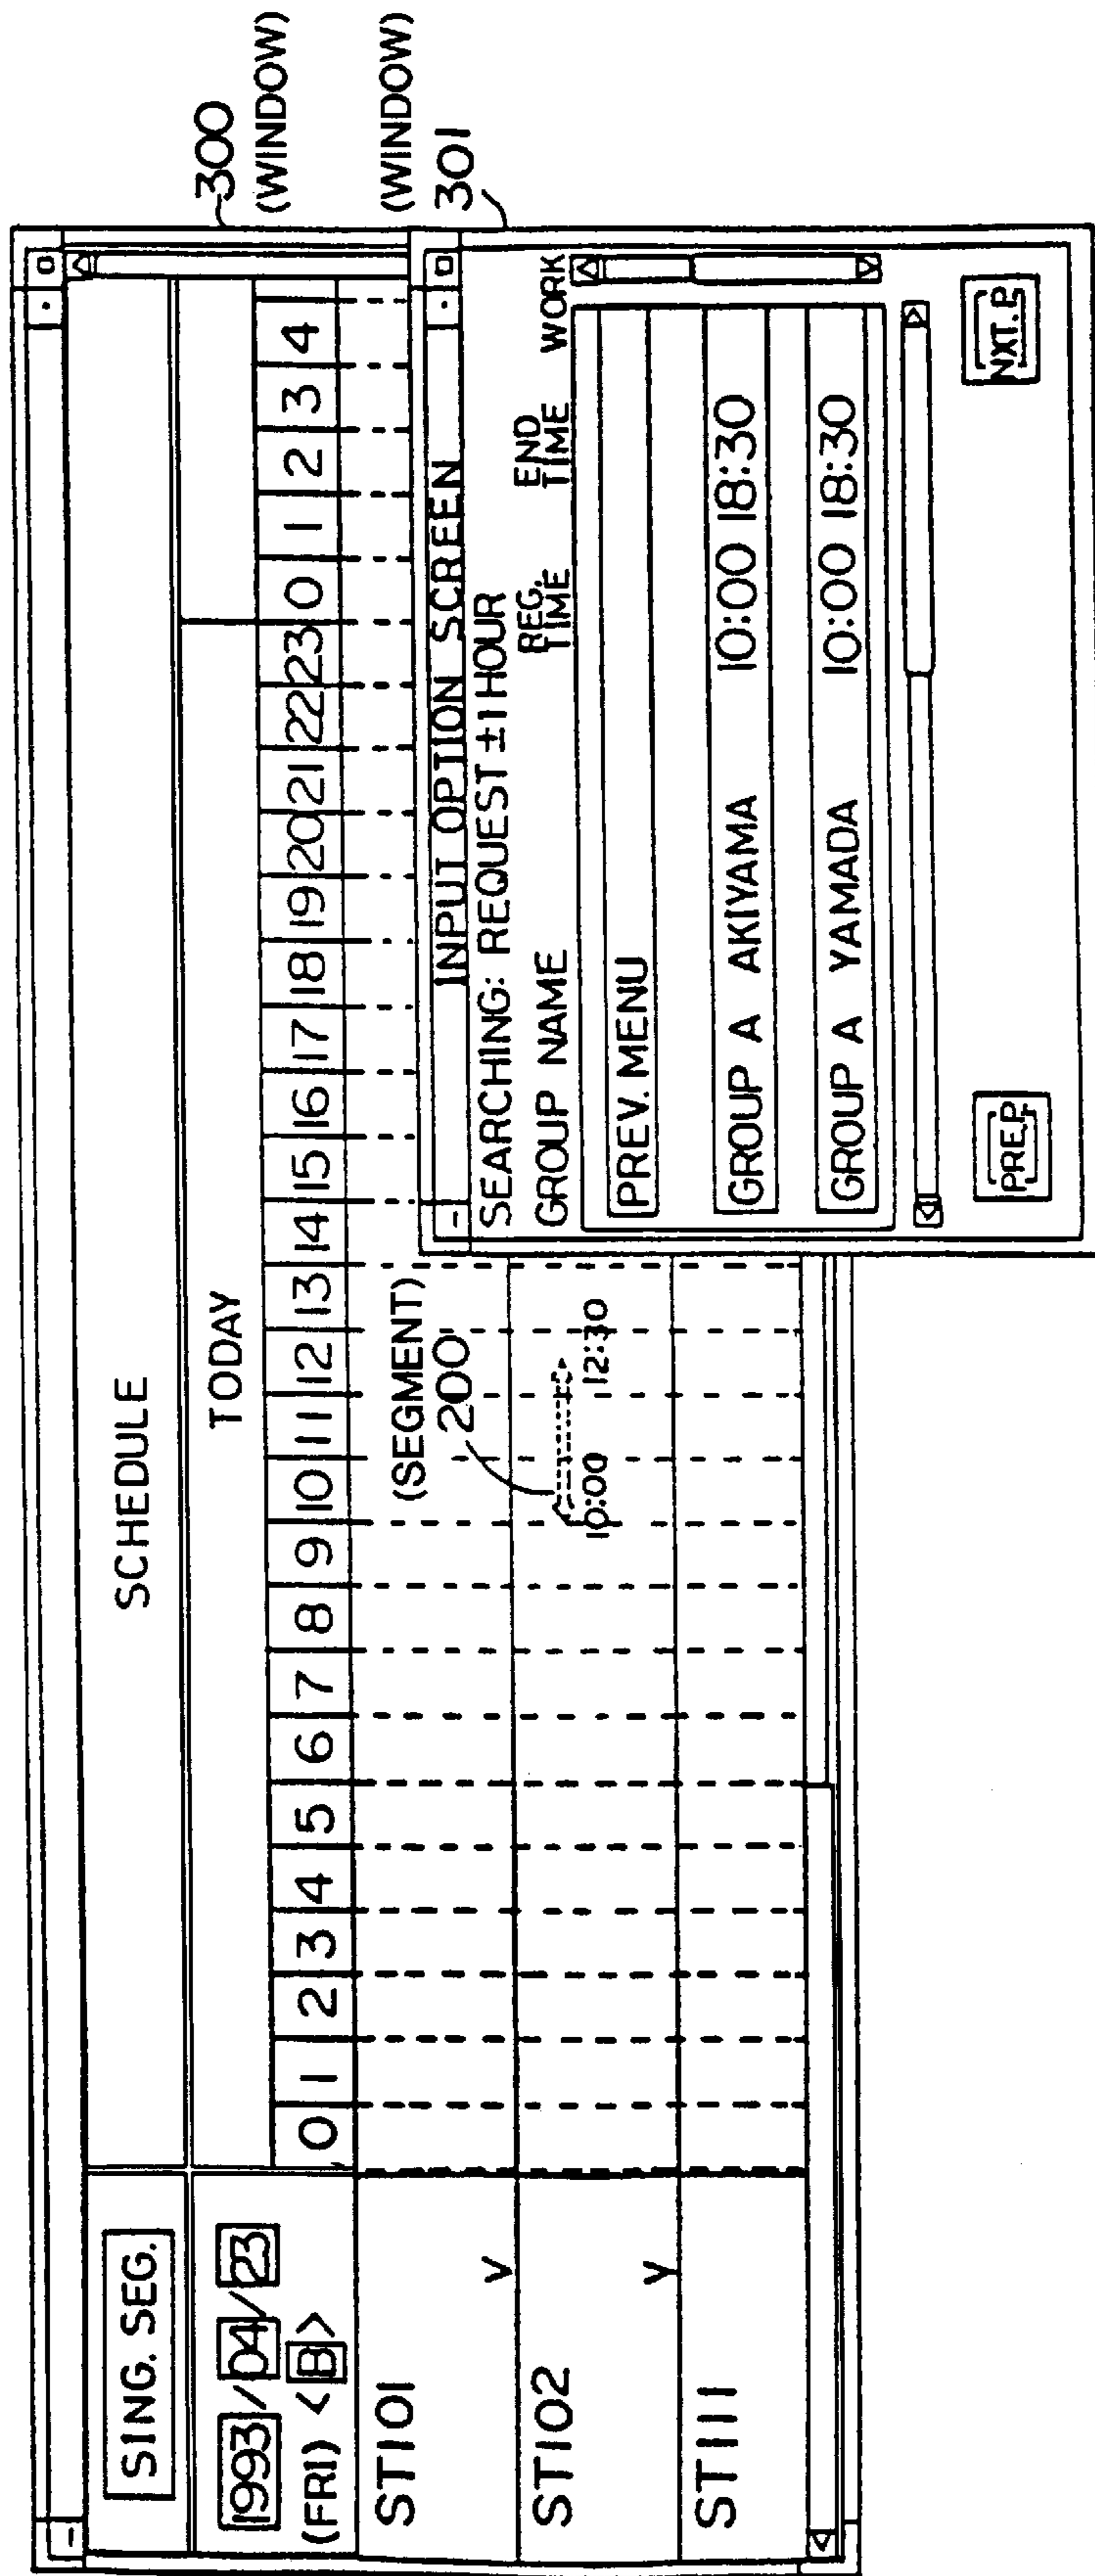 300
(WINDOW)
SING. SEG.
SCHEDULE
1993/04/23
(FRI) <B>
TODAY
0 1 2 3 4 5 6 7 8 9 10 11 12 13 14 15 16 17 18 19 20 21 22 23 0 1 2 3 4
ST101
V
(SEGMENT)
200
ST102
V
10:00 12:30
ST111
(WINDOW)
301
INPUT OPTION SCREEN
SEARCHING: REQUEST ±1 HOUR
GROUP NAME
REG. TIME
END TIME
WORK
PREV. MENU
GROUP A AKIYAMA 10:00 18:30
GROUP A YAMADA 10:00 18:30
PRE.P
NXT.P